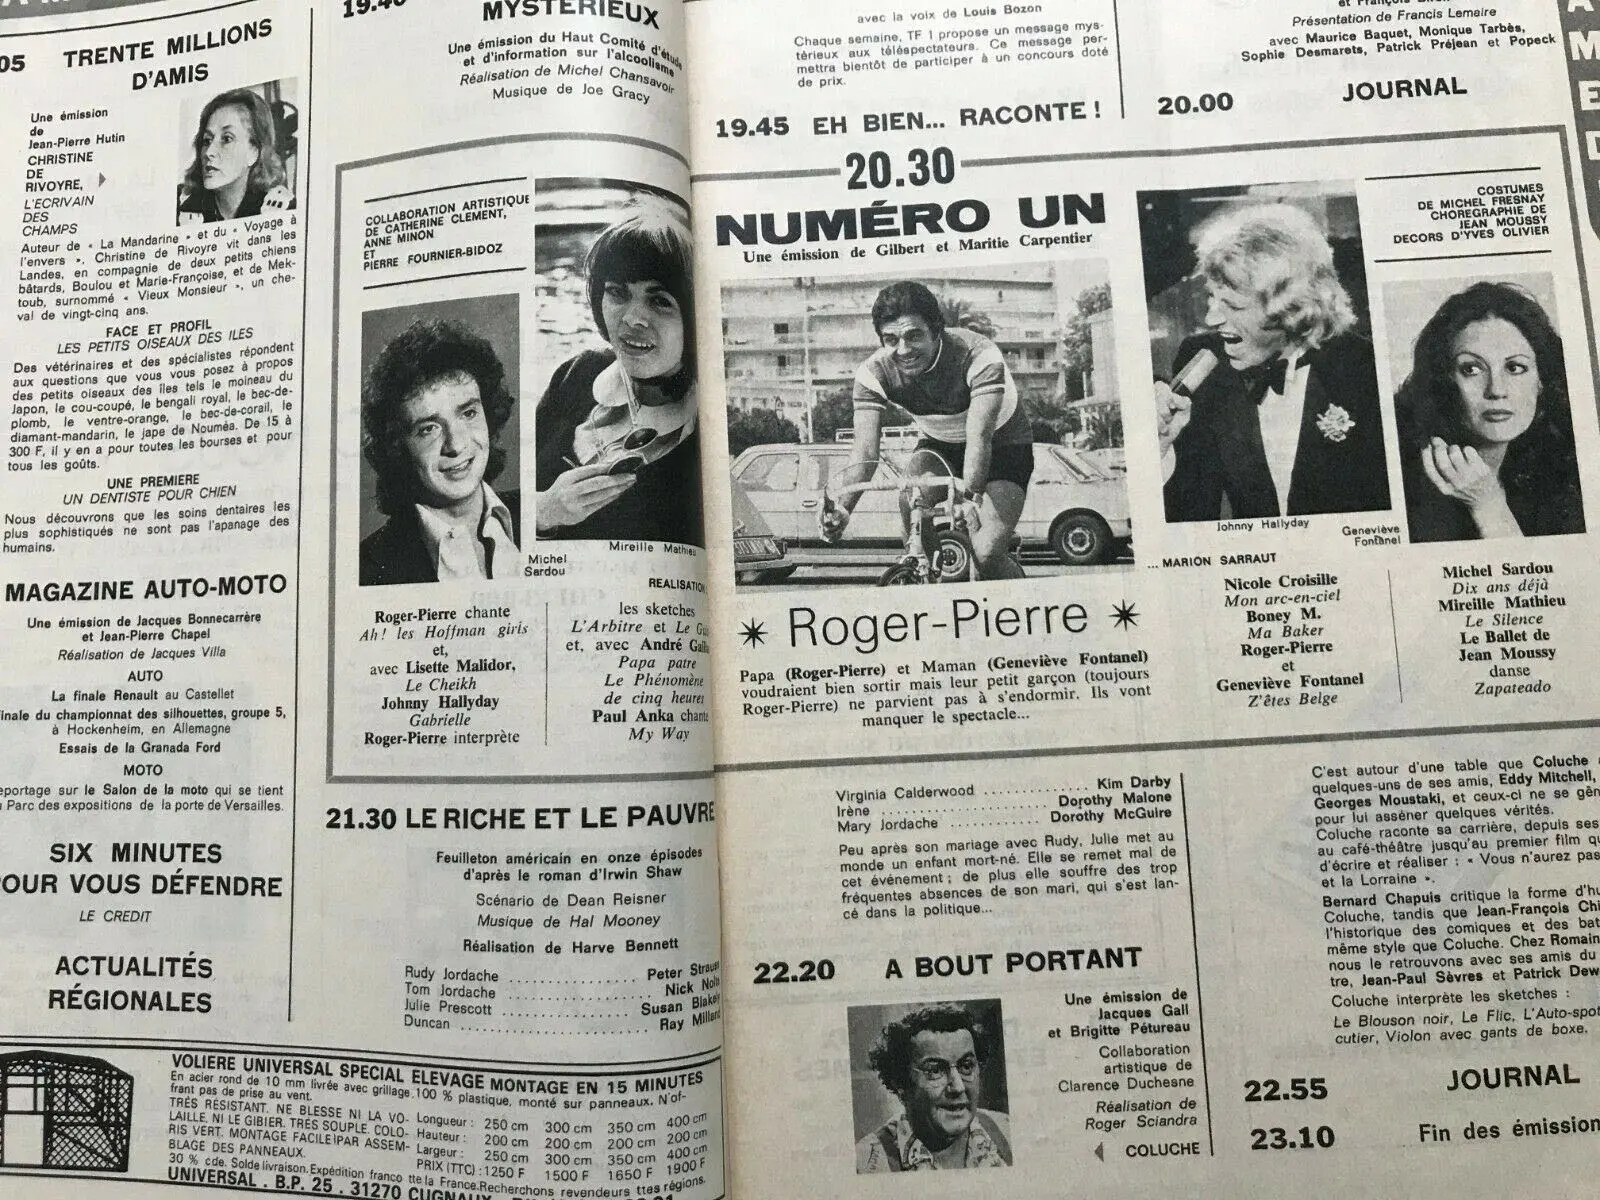 05 TRENTE MILLIONS
D'AMIS
Une émission
de
Jean-Pierre Hutin
CHRISTINE
DE
RIVOYRE,
L'ECRIVAIN
DES
CHAMPS
Auteur de « La Mandarine » et du « Voyage à
l'envers », Christine de Rivoyre vit dans les
Landes, en compagnie de deux petits chiens
bâtards, Boulou et Marie-Françoise, et de Mek-
toub, surnommé « Vieux Monsieur », un che-
val de vingt-cinq ans.
FACE ET PROFIL
LES PETITS OISEAUX DES ILES
Des vétérinaires et des spécialistes répondent
aux questions que vous vous posez à propos
des petits oiseaux des îles tels le moineau du
Japon, le cou-coupé, le bengali royal, le bec-de-
plomb, le ventre-orange, le bec-de-corail, le
diamant-mandarin, le jape de Nouméa. De 15 à
300 F, il y en a pour toutes les bourses et pour
tous les goûts.
UNE PREMIERE
UN DENTISTE POUR CHIEN
Nous découvrons que les soins dentaires les
plus sophistiqués ne sont pas l'apanage des
humains.
MAGAZINE AUTO-MOTO
Une émission de Jacques Bonnecarrère
et Jean-Pierre Chapel
Réalisation de Jacques Villa
AUTO
La finale Renault au Castellet
finale du championnat des silhouettes, groupe 5,
à Hockenheim, en Allemagne
Essais de la Granada Ford
MOTO
eportage sur le Salon de la moto qui se tient
Parc des expositions de la porte de Versailles.
SIX MINUTES
POUR VOUS DÉFENDRE
LE CREDIT
ACTUALITÉS
RÉGIONALES
19.40
MYSTÉRIEUX
Une émission du Haut Comité d'étude
et d'information sur l'alcoolisme
Réalisation de Michel Chansavoir
Musique de Joe Gracy
avec la voix de Louis Bozon
Chaque semaine, TF 1 propose un message mys-
térieux aux téléspectateurs. Ce message per-
mettra bientôt de participer à un concours doté
de prix.
19.45 EH BIEN... RACONTE !
Présentation de Francis Lemaire
avec Maurice Baquet, Monique Tarbès,
Sophie Desmarets, Patrick Préjean et Popeck
20.00 JOURNAL
20.30
NUMÉRO UN
Une émission de Gilbert et Maritie Carpentier
COLLABORATION ARTISTIQUE
DE CATHERINE CLEMENT,
ANNE MINON
ET
PIERRE FOURNIER-BIDOZ
COSTUMES
DE MICHEL FRESNAY
CHOREGRAPHIE DE
JEAN MOUSSY
DECORS D'YVES OLIVIER
Michel
Sardou
Mireille Mathieu
Johnny Hallyday
Geneviève
Fontanel
REALISATION
... MARION SARRAUT
Roger-Pierre chante
Ah! les Hoffman girls
et,
avec Lisette Malidor,
Le Cheikh
Johnny Hallyday
Gabrielle
Roger-Pierre interprète
les sketches
L'Arbitre et Le
et, avec André
Papa patre
Le Phénomène
de cinq heures
Paul Anka chante
My Way
✴ Roger-Pierre ✴
Papa (Roger-Pierre) et Maman (Geneviève Fontanel)
voudraient bien sortir mais leur petit garçon (toujours
Roger-Pierre) ne parvient pas à s'endormir. Ils vont
manquer le spectacle...
Nicole Croisille
Mon arc-en-ciel
Boney M.
Ma Baker
Roger-Pierre
et
Geneviève Fontanel
Z'êtes Belge
Michel Sardou
Dix ans déjà
Mireille Mathieu
Le Silence
Le Ballet de
Jean Moussy
danse
Zapateado
21.30 LE RICHE ET LE PAUVRE
Feuilleton américain en onze épisodes
d'après le roman d'Irwin Shaw
Scénario de Dean Reisner
Musique de Hal Mooney
Réalisation de Harve Bennett
Rudy Jordache .......... Peter Strauss
Tom Jordache .......... Nick Nolte
Julie Prescott .......... Susan Blakely
Duncan .......... Ray Milland
Virginia Calderwood .......... Kim Darby
Irène .......... Dorothy Malone
Mary Jordache .......... Dorothy McGuire
Peu après son mariage avec Rudy, Julie met au
monde un enfant mort-né. Elle se remet mal de
cet événement ; de plus elle souffre des trop
fréquentes absences de son mari, qui s'est lan-
cé dans la politique...
22.20 A BOUT PORTANT
Une émission de
Jacques Gall
et Brigitte Pétureau
Collaboration
artistique de
Clarence Duchesne
Réalisation de
Roger Sciandra
COLUCHE
C'est autour d'une table que Coluche
quelques-uns de ses amis, Eddy Mitchell,
Georges Moustaki, et ceux-ci ne se gên
pour lui assèner quelques vérités.
Coluche raconte sa carrière, depuis ses
au café-théâtre jusqu'au premier film qu
d'écrire et réaliser : « Vous n'aurez pas
et la Lorraine ».
Bernard Chapuis critique la forme d'hu
Coluche, tandis que Jean-François Chi
l'historique des comiques et des bat
même style que Coluche. Chez Romain
nous le retrouvons avec ses amis du
tre, Jean-Paul Sèvres et Patrick Dew
Coluche interprète les sketches :
Le Blouson noir, Le Flic, L'Auto-spot
cutier, Violon avec gants de boxe.
22.55 JOURNAL
23.10 Fin des émission
VOLIERE UNIVERSAL SPECIAL ELEVAGE MONTAGE EN 15 MINUTES
En acier rond de 10 mm livrée avec grillage 100 % plastique, monté sur panneaux. N'of-
frant pas de prise au vent.
TRÈS RÉSISTANT. NE BLESSE NI LA VO-
LAILLE, NI LE GIBIER. TRÈS SOUPLE. COLO-
RIS VERT. MONTAGE FACILE PAR ASSEM-
BLAGE DES PANNEAUX.
Longueur : 250 cm 300 cm 350 cm 400 cm
Hauteur : 200 cm 200 cm 200 cm 200 cm
Largeur : 250 cm 300 cm 350 cm 400 cm
PRIX (TTC) : 1250 F 1500 F 1650 F 1900 F
30 % cde. Solde livraison. Expédition franco tte la France. Recherchons revendeurs ttes régions.
UNIVERSAL . B.P. 25 . 31270 CUGNAUX